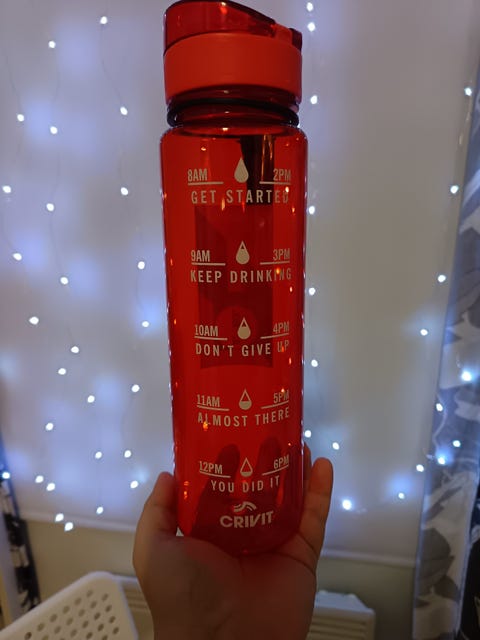 8AM 2PM
GET STARTED
9AM 3PM
KEEP DRINKING
10AM 4PM
DON'T GIVE UP
11AM 5PM
ALMOST THERE
12PM 6PM
YOU DID IT
CRIVIT